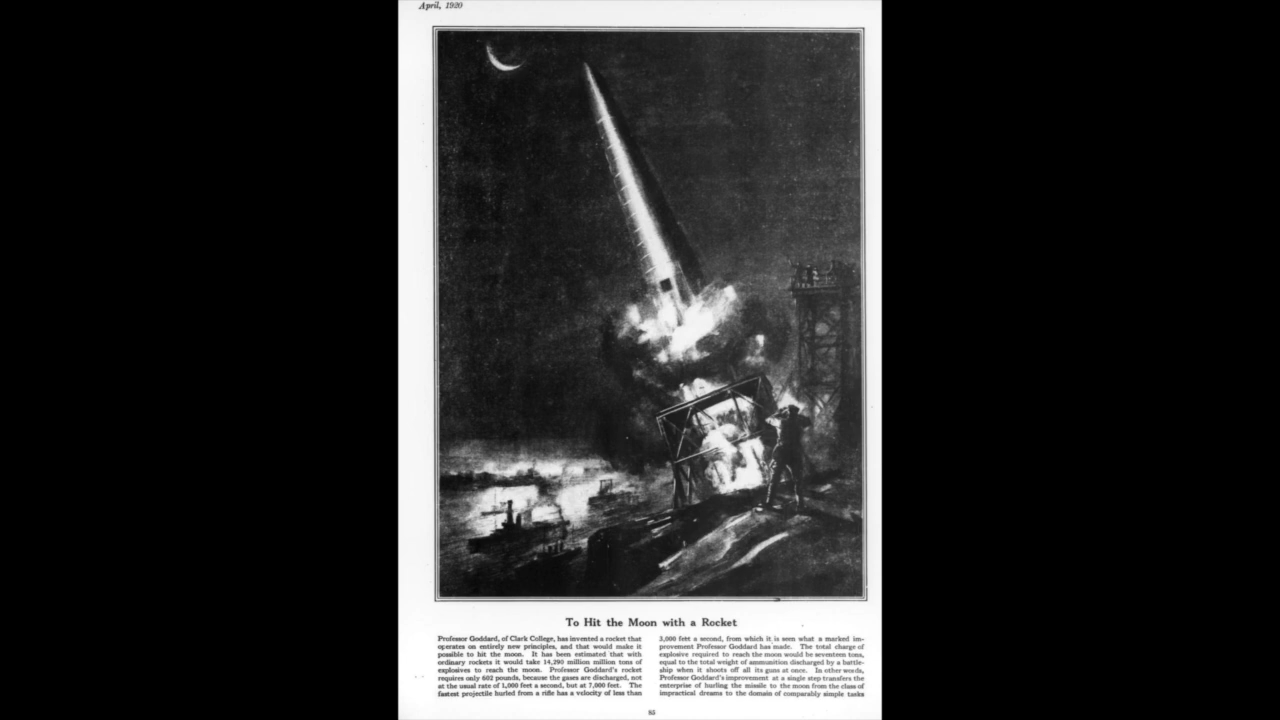 April, 1920
To Hit the Moon with a Rocket
Professor Goddard, of Clark College, has invented a rocket that
operates on entirely new principles, and that would make it
possible to hit the moon. It has been estimated that with
ordinary rockets it would take 14,290 million million tons of
explosives to reach the moon. Professor Goddard's rocket
requires only 602 pounds, because the gases are discharged, not
at the usual rate of 1,000 feet a second, but at 7,000 feet. The
fastest projectile hurled from a rifle has a velocity of less than
3,000 feet a second, from which it is seen what a marked im-
provement Professor Goddard has made. The total charge of
explosive required to reach the moon would be seventeen tons,
equal to the total weight of ammunition discharged by a battle-
ship when it shoots off all its guns at once. In other words,
Professor Goddard's improvement at a single step transfers the
enterprise of hurling the missile to the moon from the class of
impractical dreams to the domain of comparably simple tasks
85